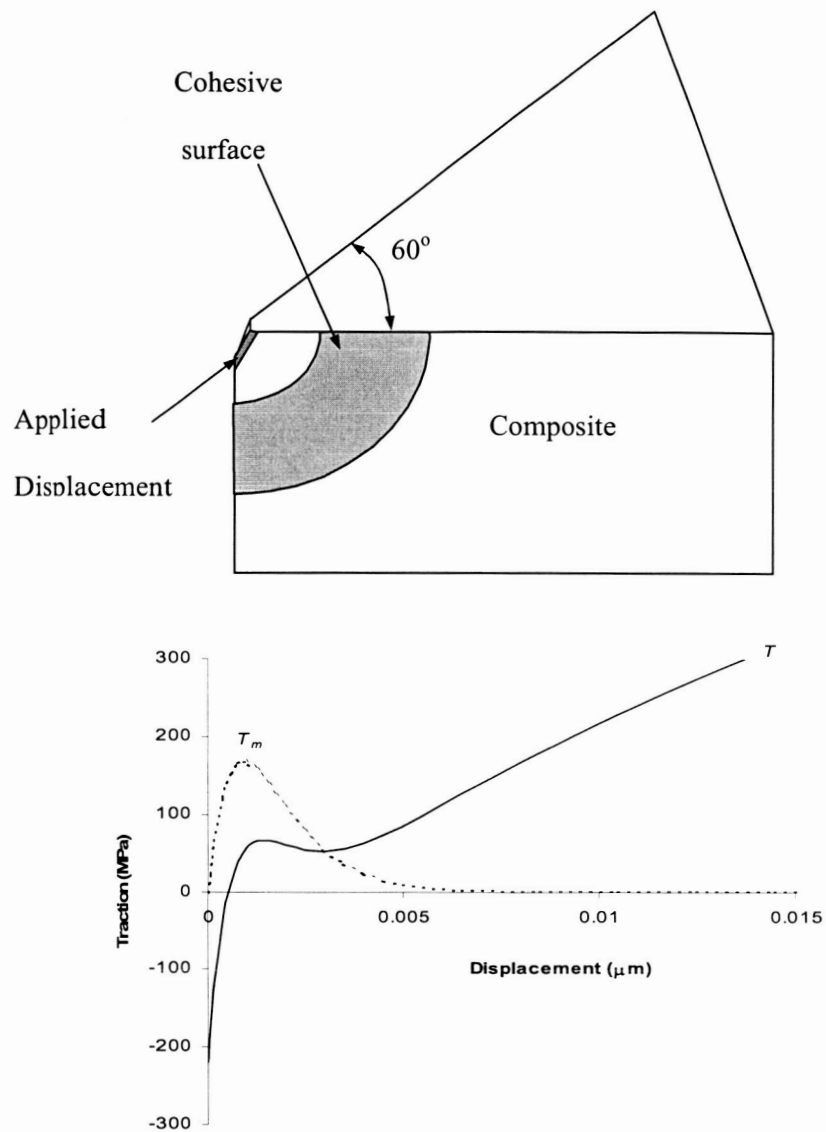 Cohesive
surface
60°
Applied
Displacement
Composite
300
T
200
T_m
100
Traction (MPa)
0
0
0.005
0.01
0.015
Displacement (μm)
-100
-200
-300